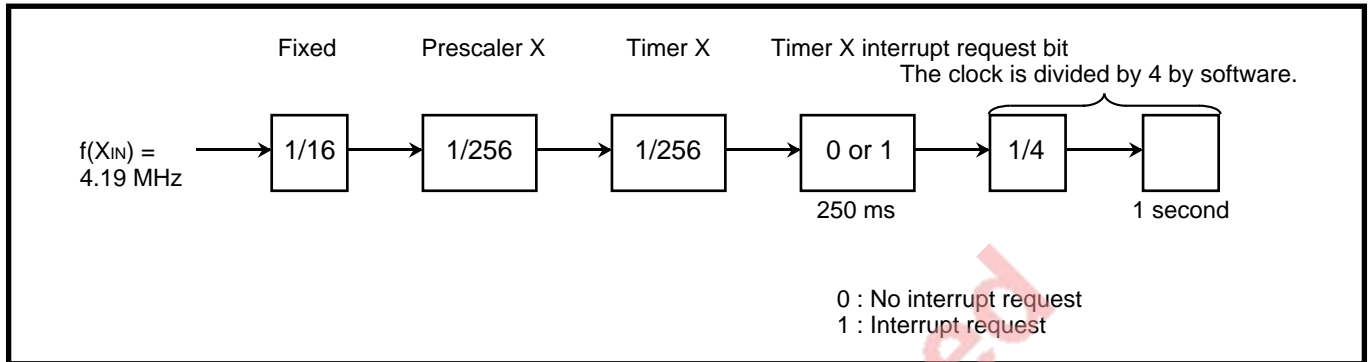 Fixed Prescaler X Timer X Timer X interrupt request bit
The clock is divided by 4 by software.
f(XIN) =
4.19 MHz
1/16 1/256 1/256 0 or 1 1/4
250 ms 1 second
0 : No interrupt request
1 : Interrupt request